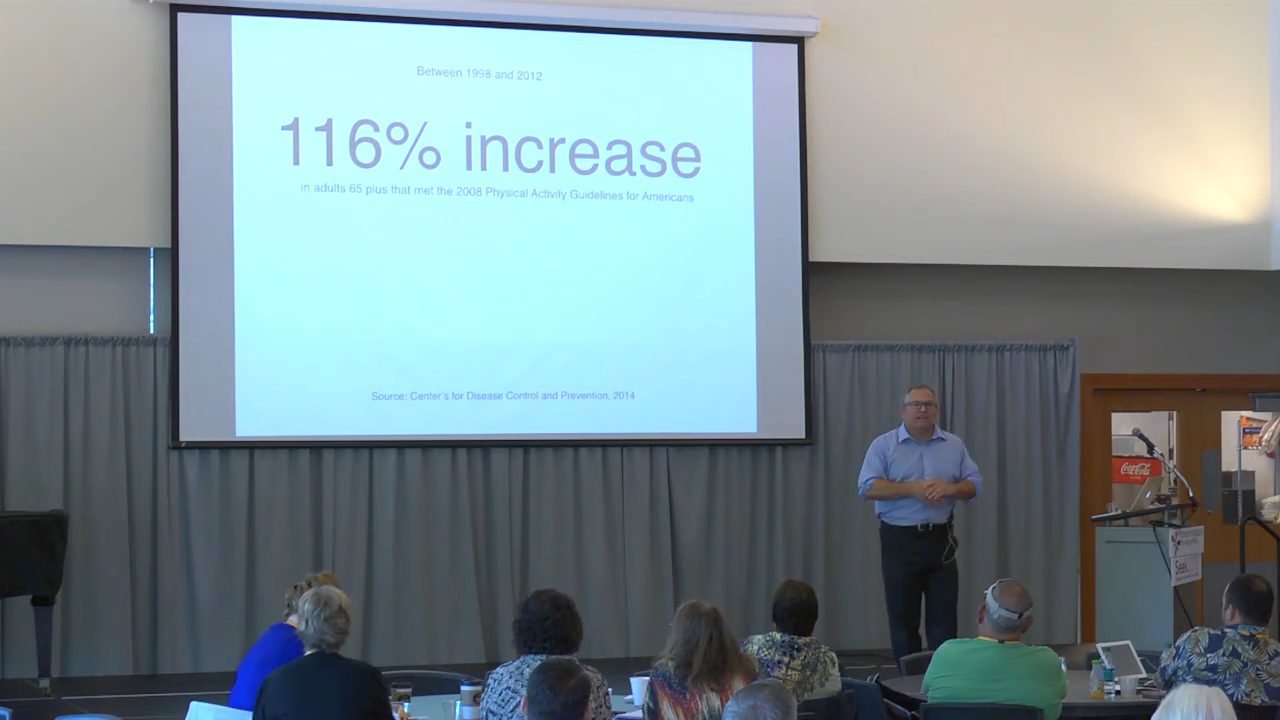 Between 1998 and 2012
116% increase
in adults 65 plus that met the 2008 Physical Activity Guidelines for Americans
Source: Center's for Disease Control and Prevention, 2014
Coca-Cola
Seek